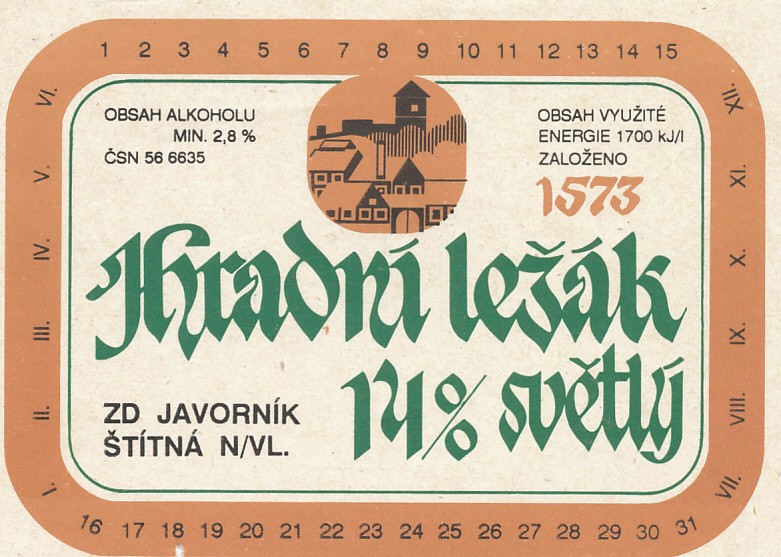 1 2 3 4 5 6 7 8 9 10 11 12 13 14 15
I. II. III. IV. V. VI.
OBSAH ALKOHOLU
MIN. 2,8 %
ČSN 56 6635
OBSAH VYUŽITÉ
ENERGIE 1700 kJ/l
ZALOŽENO
1573
Hradní ležák
14% světlý
ZD JAVORNÍK
ŠTÍTNÁ N/VL.
VII. VIII. IX. X. XI. XII
16 17 18 19 20 21 22 23 24 25 26 27 28 29 30 31